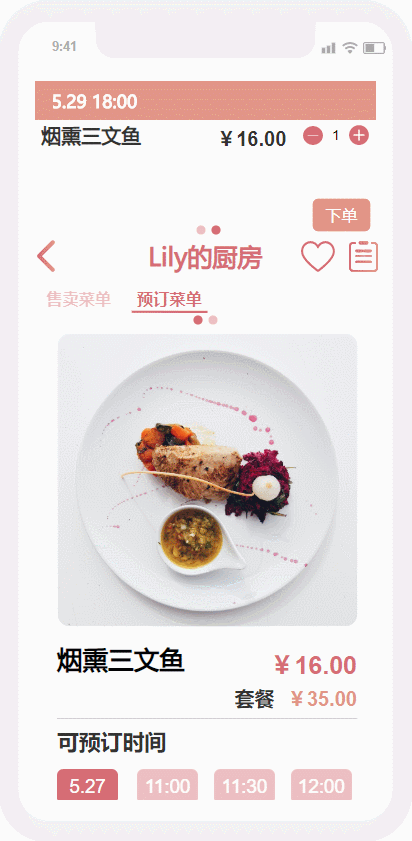 9:41
5.29 18:00
烟熏三文鱼 ￥16.00 1
下单
Lily的厨房
售卖菜单 预订菜单
烟熏三文鱼 ￥16.00
套餐 ￥35.00
可预订时间
5.27 11:00 11:30 12:00